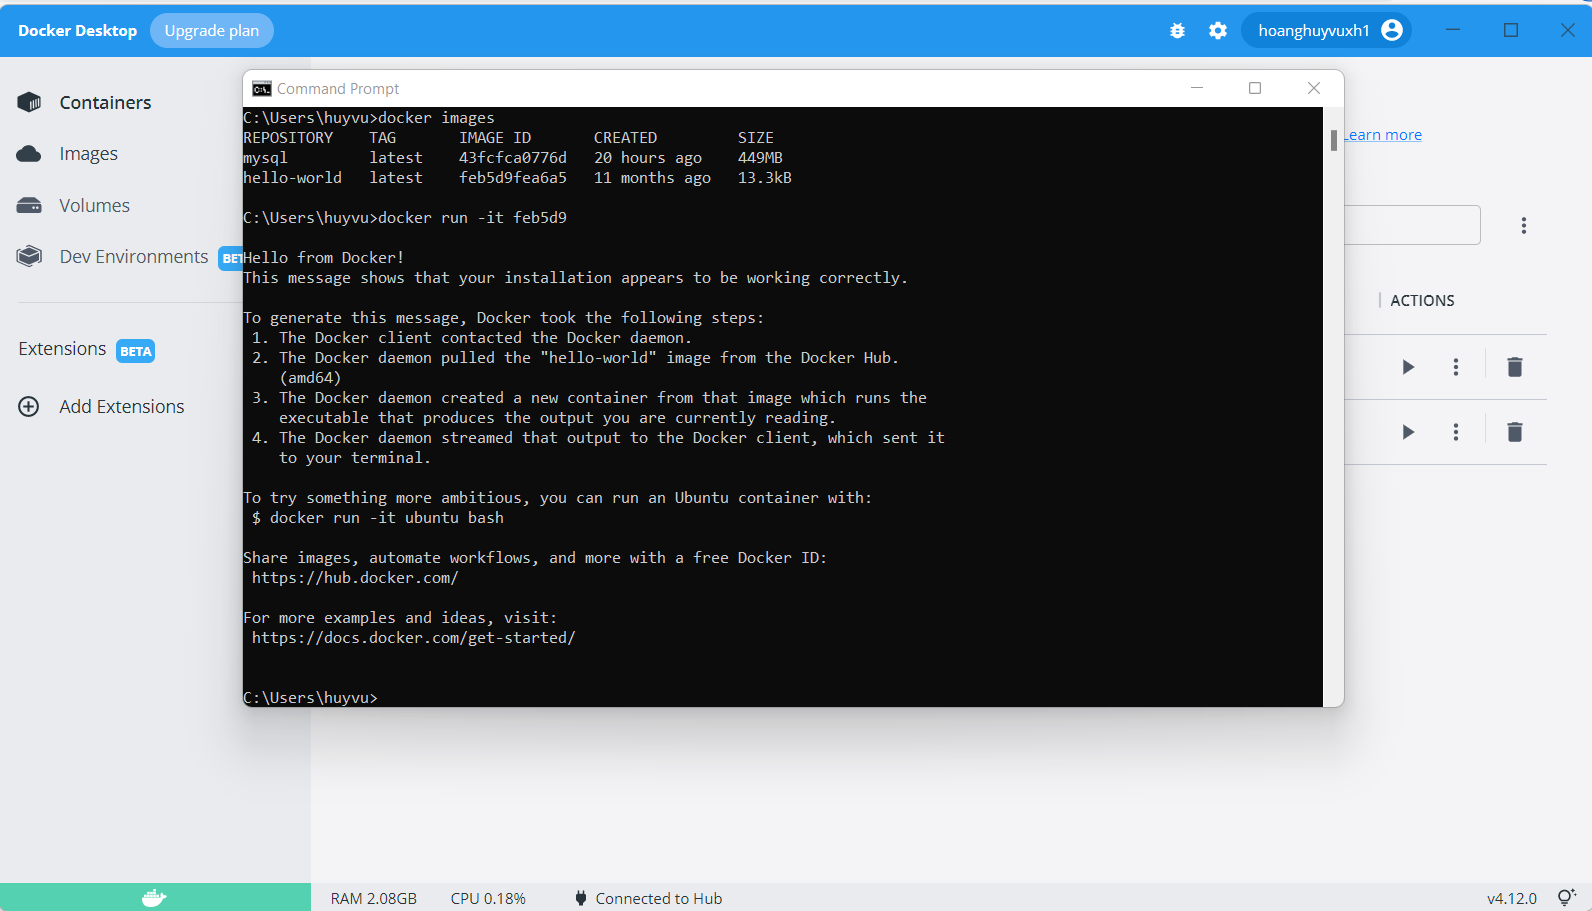 Docker Desktop Upgrade plan hoanghuyvuxh1
Containers
Images
Volumes
Dev Environments
Extensions BETA
Add Extensions
Command Prompt
C:\Users\huyvu>docker images
REPOSITORY TAG IMAGE ID CREATED SIZE
mysql latest 43fcfca0776d 20 hours ago 449MB
hello-world latest feb5d9fea6a5 11 months ago 13.3kB
C:\Users\huyvu>docker run -it feb5d9
Hello from Docker!
This message shows that your installation appears to be working correctly.
To generate this message, Docker took the following steps:
1. The Docker client contacted the Docker daemon.
2. The Docker daemon pulled the "hello-world" image from the Docker Hub.
(amd64)
3. The Docker daemon created a new container from that image which runs the
executable that produces the output you are currently reading.
4. The Docker daemon streamed that output to the Docker client, which sent it
to your terminal.
To try something more ambitious, you can run an Ubuntu container with:
$ docker run -it ubuntu bash
Share images, automate workflows, and more with a free Docker ID:
https://hub.docker.com/
For more examples and ideas, visit:
https://docs.docker.com/get-started/
C:\Users\huyvu>
Learn more
ACTIONS
RAM 2.08GB CPU 0.18% Connected to Hub v4.12.0